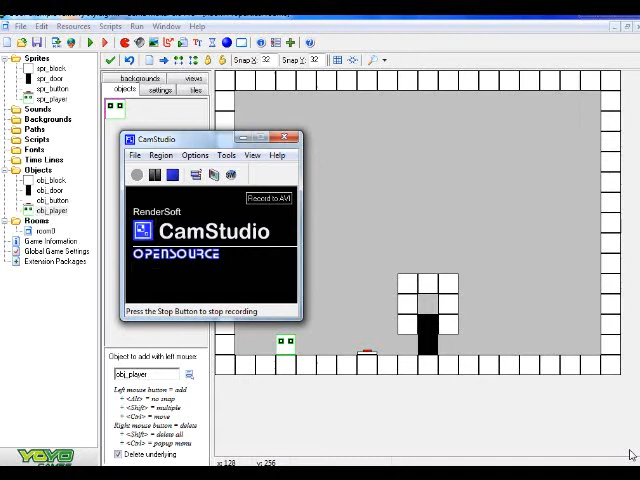 File Edit Resources Scripts Run Window Help
Snap X: 32 Snap Y: 32
Sprites
spr_block
spr_door
spr_button
spr_player
Sounds
Backgrounds
Paths
Scripts
Fonts
Time Lines
Objects
obj_block
obj_door
obj_button
obj_player
Rooms
room0
Game Information
Global Game Settings
Extension Packages
YOYO
GAMES
backgrounds views
objects settings tiles
CamStudio
File Region Options Tools View Help
Record to AVI
RenderSoft
CamStudio
OPENSOURCE
Press the Stop Button to stop recording
Object to add with left mouse:
obj_player
Left mouse button = add
+ <Alt> = no snap
+ <Shift> = multiple
+ <Ctrl> = move
Right mouse button = delete
+ <Shift> = delete all
+ <Ctrl> = popup menu
Delete underlying
x: 128 y: 256